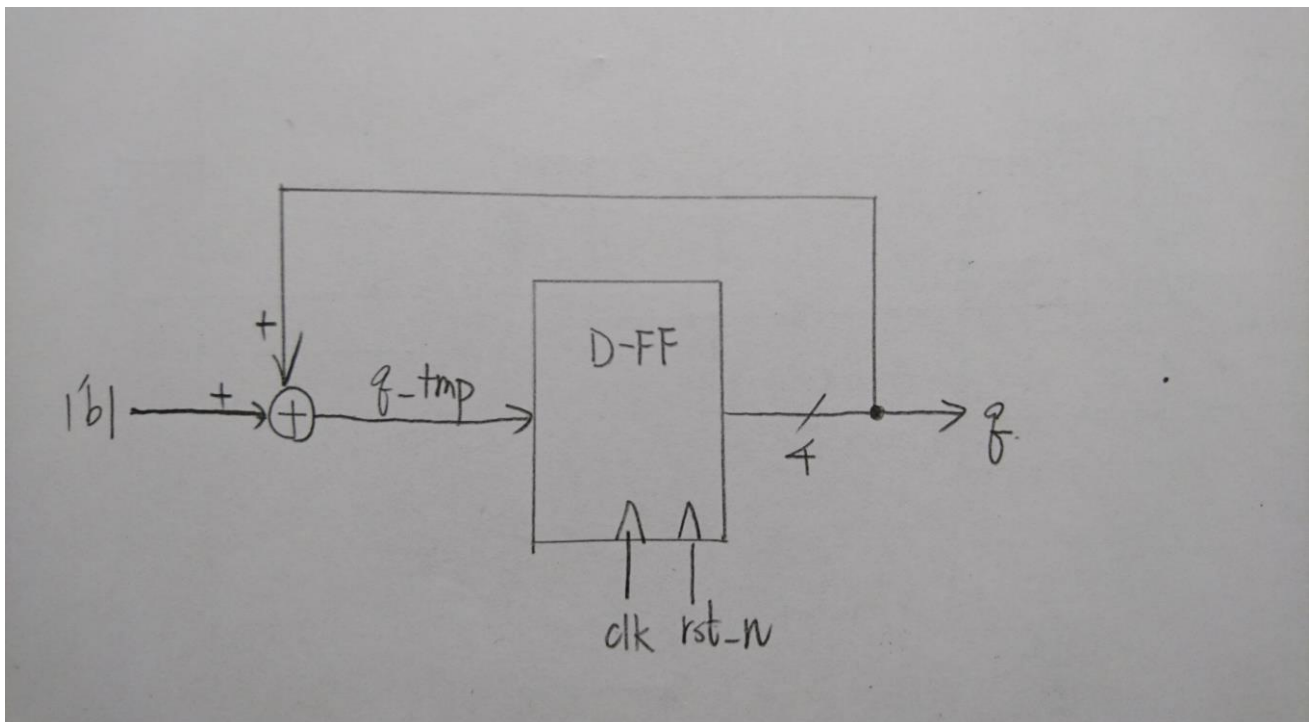 D-FF
+
1'b1
+
+
q_tmp
4
q
clk rst_n